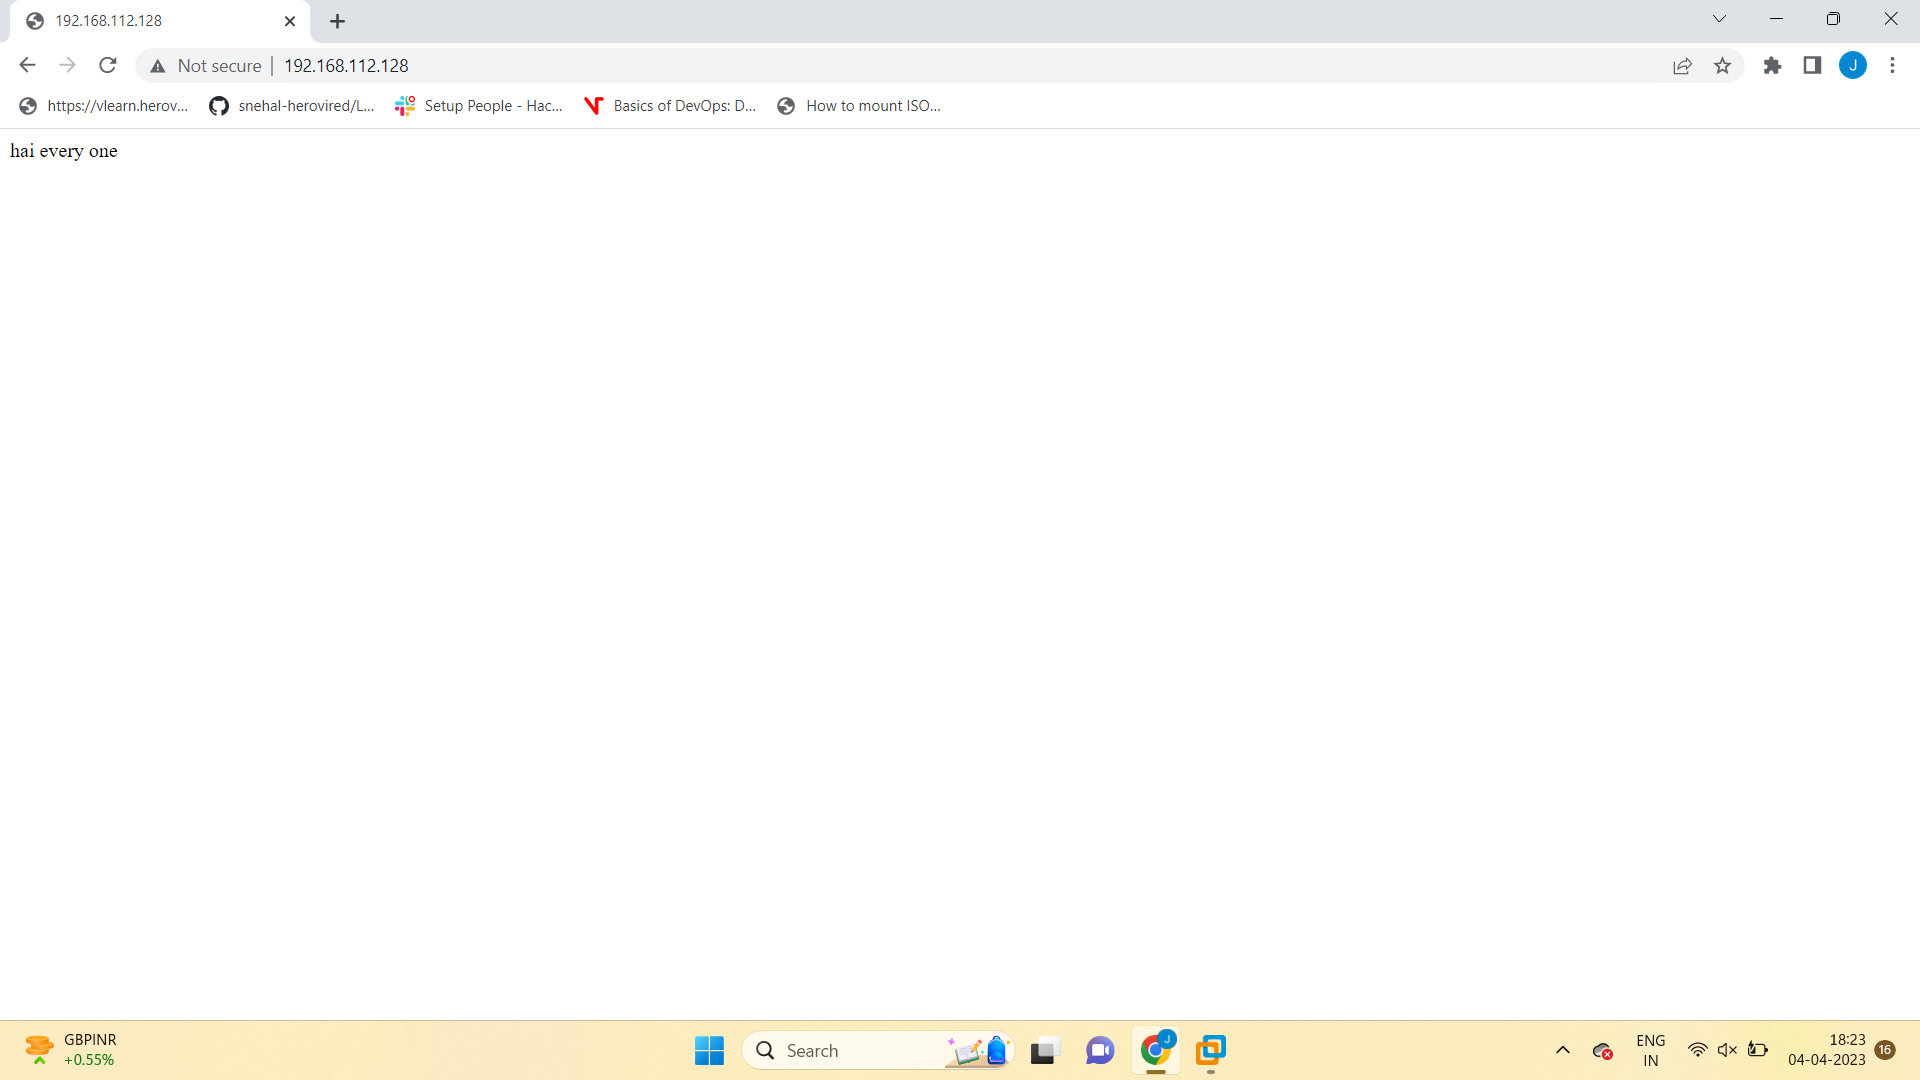 192.168.112.128
Not secure 192.168.112.128
J
https://vlearn.herov... snehal-herovired/L... Setup People - Hac... Basics of DevOps: D... How to mount ISO...
hai every one
GBPINR
+0.55%
Search
J
ENG
IN
18:23
04-04-2023
16